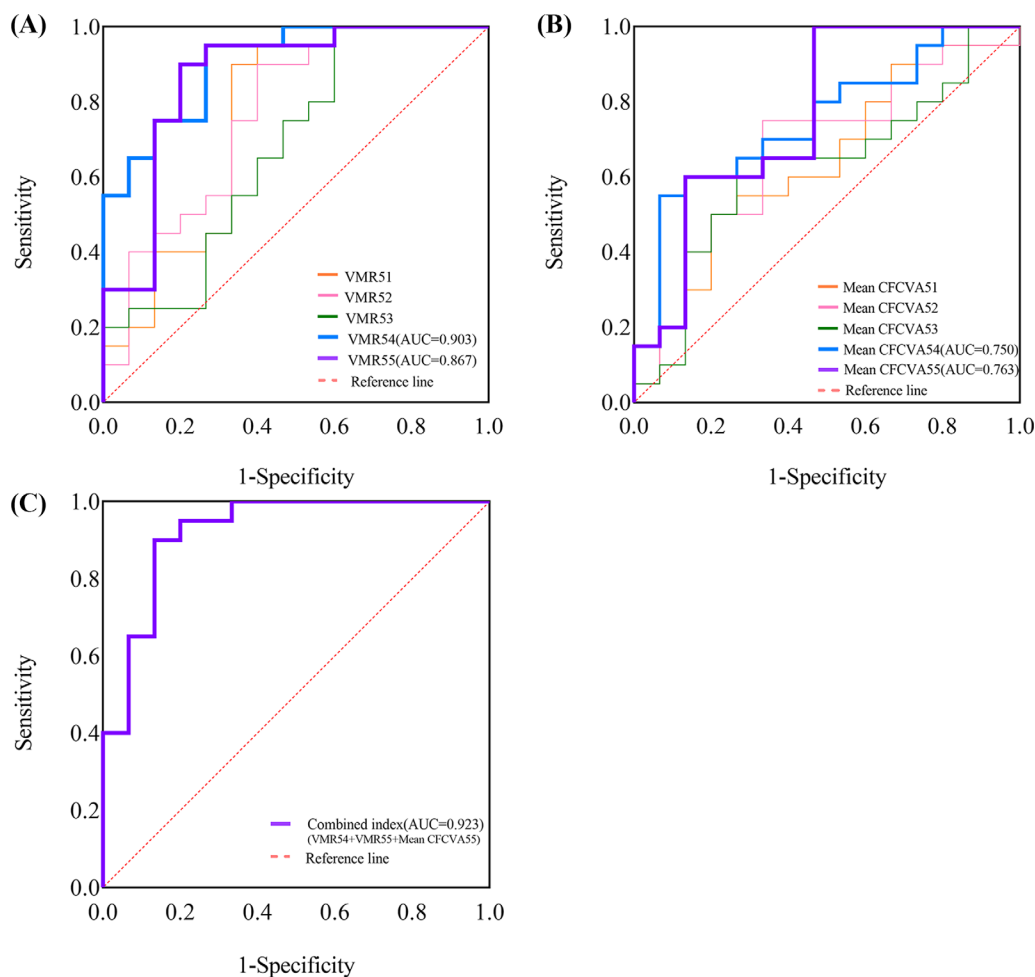 (A)
1.0
0.8
0.6
0.4
0.2
0.0
Sensitivity
VMR51
VMR52
VMR53
VMR54(AUC=0.903)
VMR55(AUC=0.867)
Reference line
0.0 0.2 0.4 0.6 0.8 1.0
1-Specificity
(B)
1.0
0.8
0.6
0.4
0.2
0.0
Sensitivity
Mean CFCVA51
Mean CFCVA52
Mean CFCVA53
Mean CFCVA54(AUC=0.750)
Mean CFCVA55(AUC=0.763)
Reference line
0.0 0.2 0.4 0.6 0.8 1.0
1-Specificity
(C)
1.0
0.8
0.6
0.4
0.2
0.0
Sensitivity
Combined index(AUC=0.923)
(VMR54+VMR55+Mean CFCVA55)
Reference line
0.0 0.2 0.4 0.6 0.8 1.0
1-Specificity